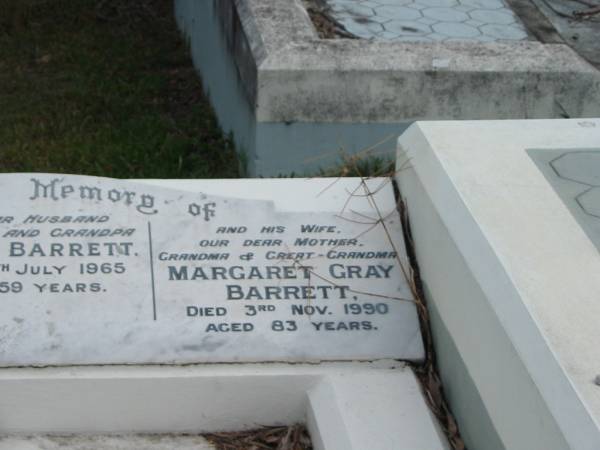 Memory of
HUSBAND
AND GRANDPA
BARRETT.
TH JULY 1965
59 YEARS.
AND HIS WIFE,
OUR DEAR MOTHER,
GRANDMA & GREAT-GRANDMA
MARGARET GRAY
BARRETT,
DIED 3RD NOV. 1990
AGED 83 YEARS.